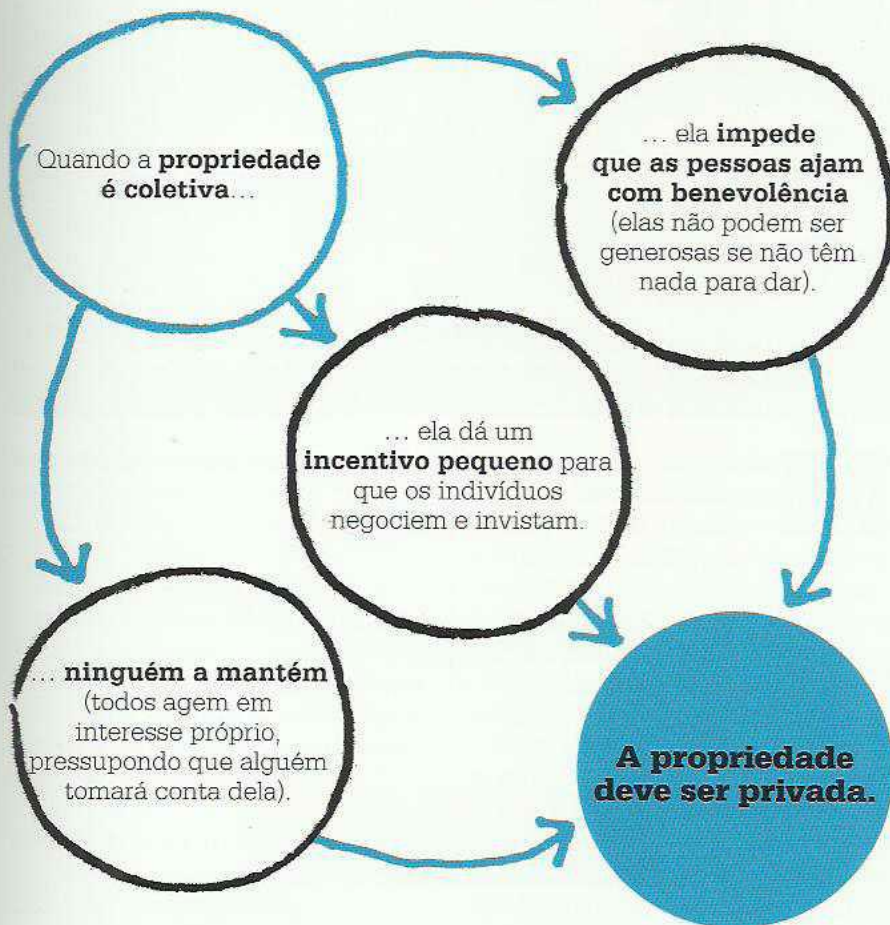 Quando a propriedade
é coletiva…
… ela impede
que as pessoas ajam
com benevolência
(elas não podem ser
generosas se não têm
nada para dar).
… ela dá um
incentivo pequeno para
que os indivíduos
negociem e invistam.
… ninguém a mantém
(todos agem em
interesse próprio,
pressupondo que alguém
tomará conta dela).
A propriedade
deve ser privada.